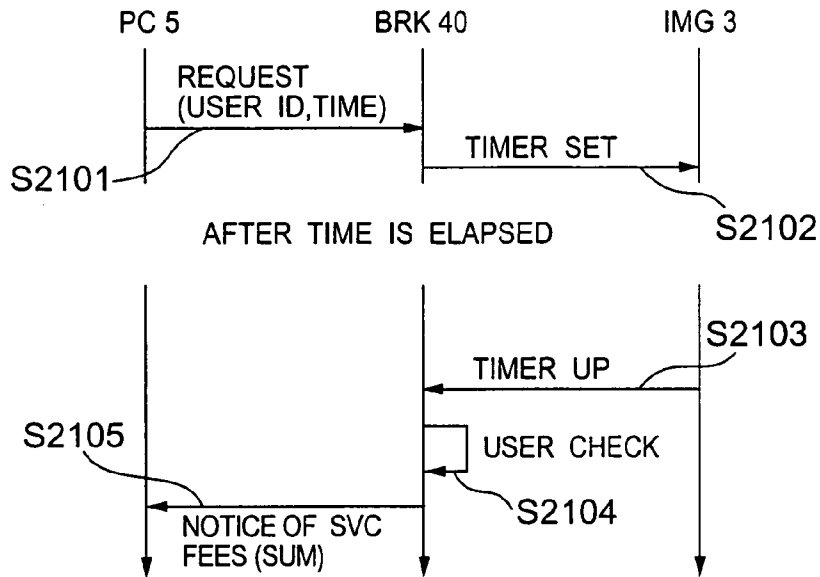 PC 5 BRK 40 IMG 3
REQUEST
(USER ID,TIME)
TIMER SET
S2101
S2102
AFTER TIME IS ELAPSED
S2103
TIMER UP
S2105
USER CHECK
S2104
NOTICE OF SVC
FEES (SUM)